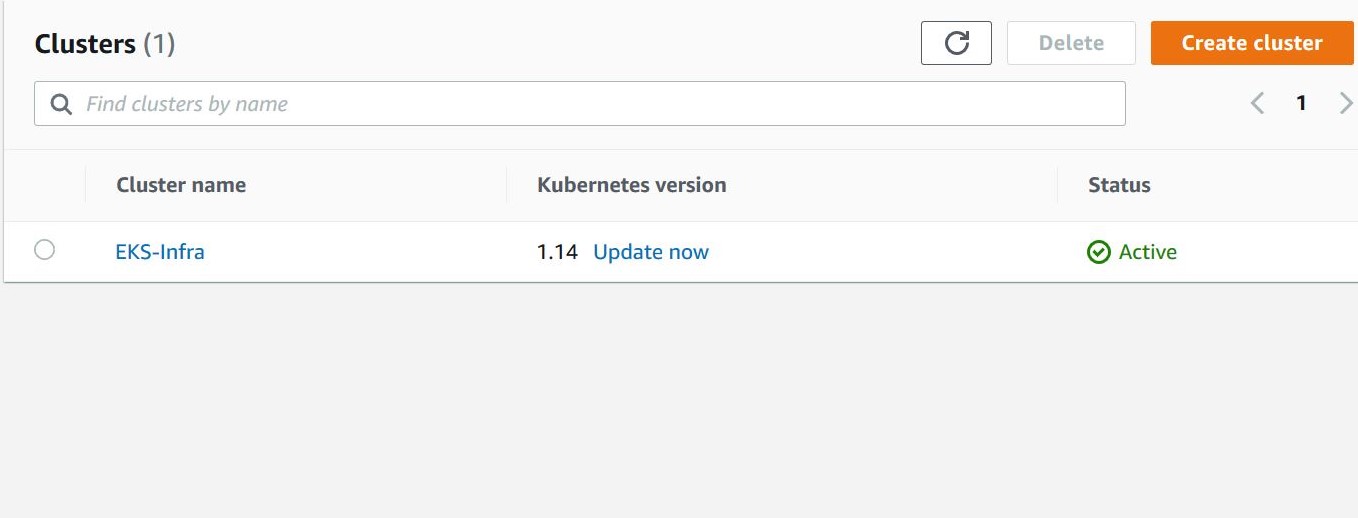 Clusters (1)
Delete
Create cluster
Find clusters by name
1
Cluster name Kubernetes version Status
EKS-Infra 1.14 Update now Active